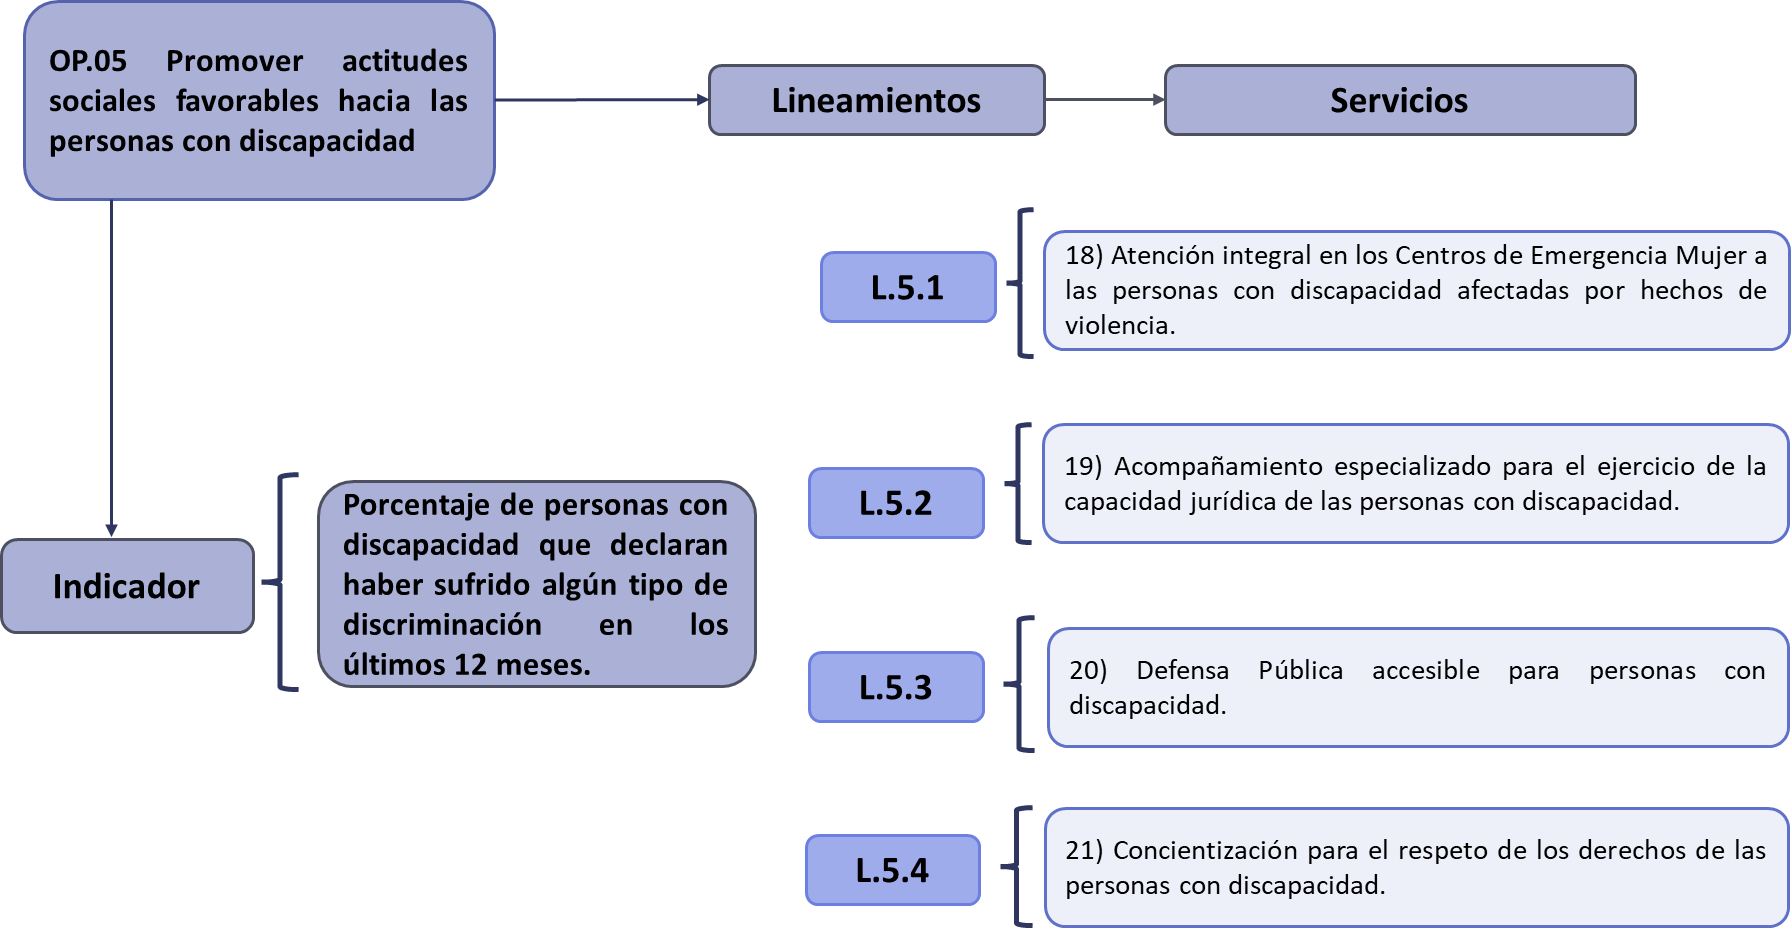 OP.05 Promover actitudes
sociales favorables hacia las
personas con discapacidad
Lineamientos
Servicios
L.5.1
18) Atención integral en los Centros de Emergencia Mujer a
las personas con discapacidad afectadas por hechos de
violencia.
L.5.2
19) Acompañamiento especializado para el ejercicio de la
capacidad jurídica de las personas con discapacidad.
Indicador
Porcentaje de personas con
discapacidad que declaran
haber sufrido algún tipo de
discriminación en los
últimos 12 meses.
L.5.3
20) Defensa Pública accesible para personas con
discapacidad.
L.5.4
21) Concientización para el respeto de los derechos de las
personas con discapacidad.